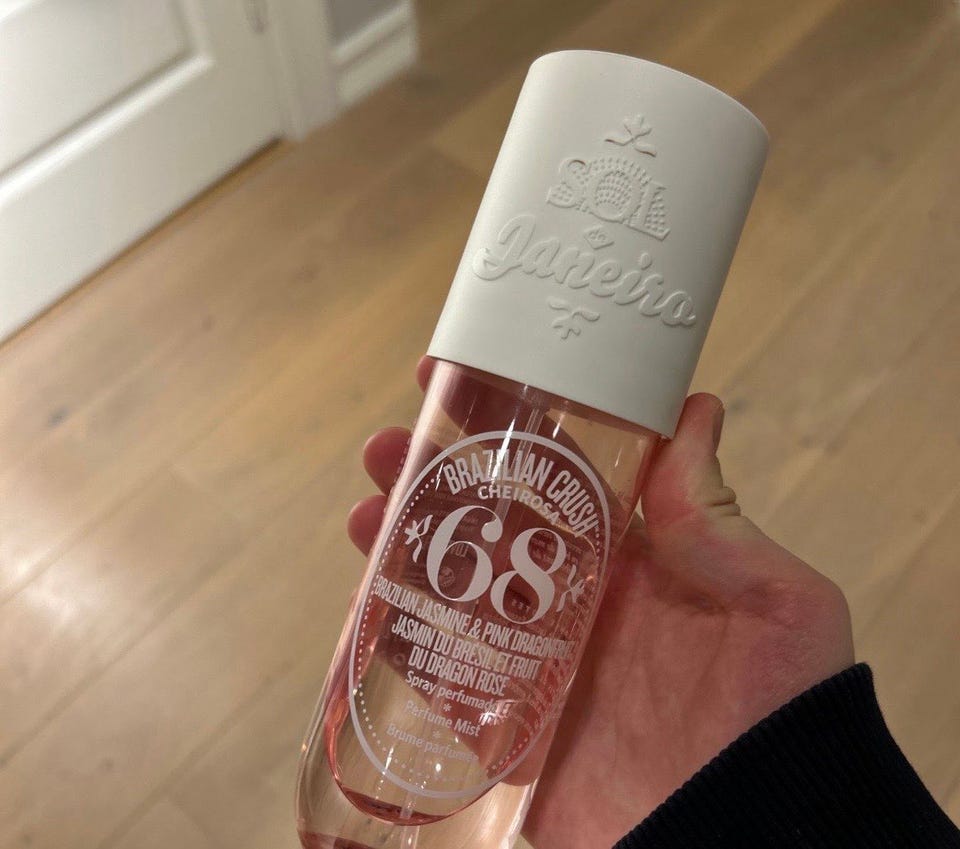 SOL
de
Janeiro
BRAZILIAN CRUSH
CHEIROSA
68
BRAZILIAN JASMINE & PINK DRAGONFRUIT
JASMIN DU BRÉSIL ET FRUIT
DU DRAGON ROSE
Spray perfumado
Perfume Mist
Brume parfumée